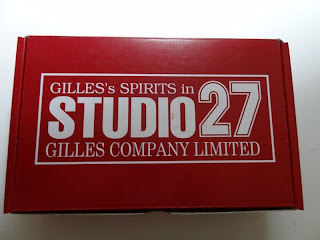 GILLES's SPIRITS in
STUDIO27
GILLES COMPANY LIMITED